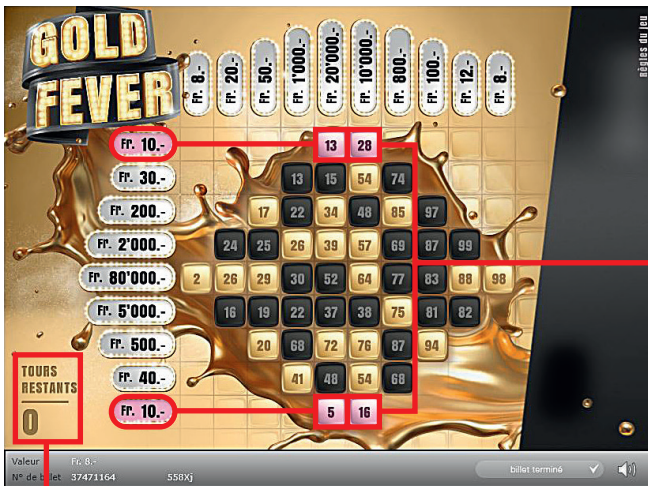 GOLD
FEVER
Fr. 8.-
Fr. 20.-
Fr. 50.-
Fr. 1'000.-
Fr. 20'000.-
Fr. 10'000.-
Fr. 800.-
Fr. 100.-
Fr. 12.-
Fr. 8.-
Règles du jeu
Fr. 10.- 13 28
Fr. 30.- 13 15 54 74
Fr. 200.- 17 22 34 48 85 97
Fr. 2'000.- 24 25 26 39 57 69 87 99
Fr. 80'000.- 2 26 29 30 52 64 77 83 88 98
Fr. 5'000.- 16 19 22 37 38 75 81 82
Fr. 500.- 20 68 72 76 87 94
Fr. 40.- 41 48 54 68
Fr. 10.- 5 16
TOURS
RESTANTS
0
Valeur Fr. 8.-
N° de billet 37471164 558Xj
billet terminé